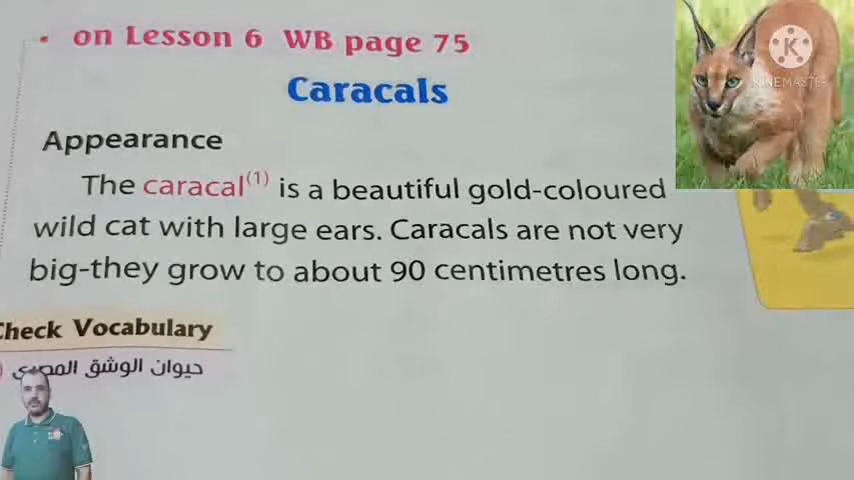 • on Lesson 6 WB page 75
Caracals
Appearance
The caracal(1) is a beautiful gold-coloured
wild cat with large ears. Caracals are not very
big-they grow to about 90 centimetres long.
Check Vocabulary
حيوان الوشق المصرى
KINEMASTER